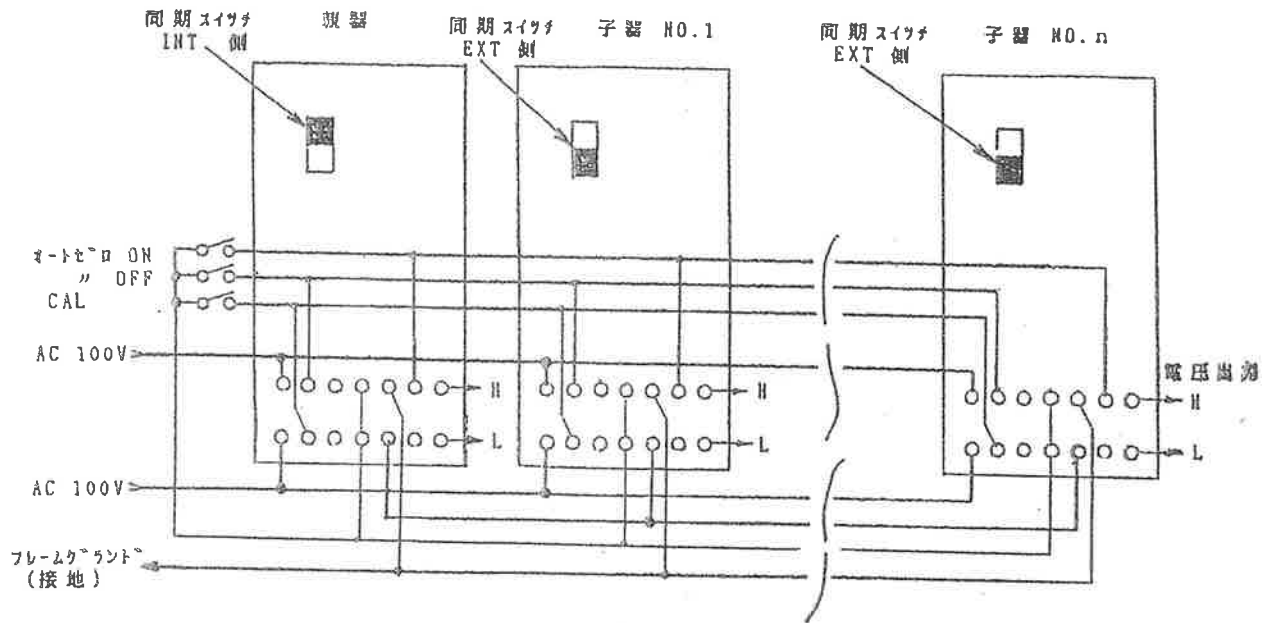 同期スイッチ
INT 側
親器
同期スイッチ
EXT 側
子器 NO.1
同期スイッチ
EXT 側
子器 NO.n
オートゼロ ON
〃 OFF
CAL
AC 100V
電圧出力
H
H
H
L
L
L
AC 100V
フレームグランド
(接地)